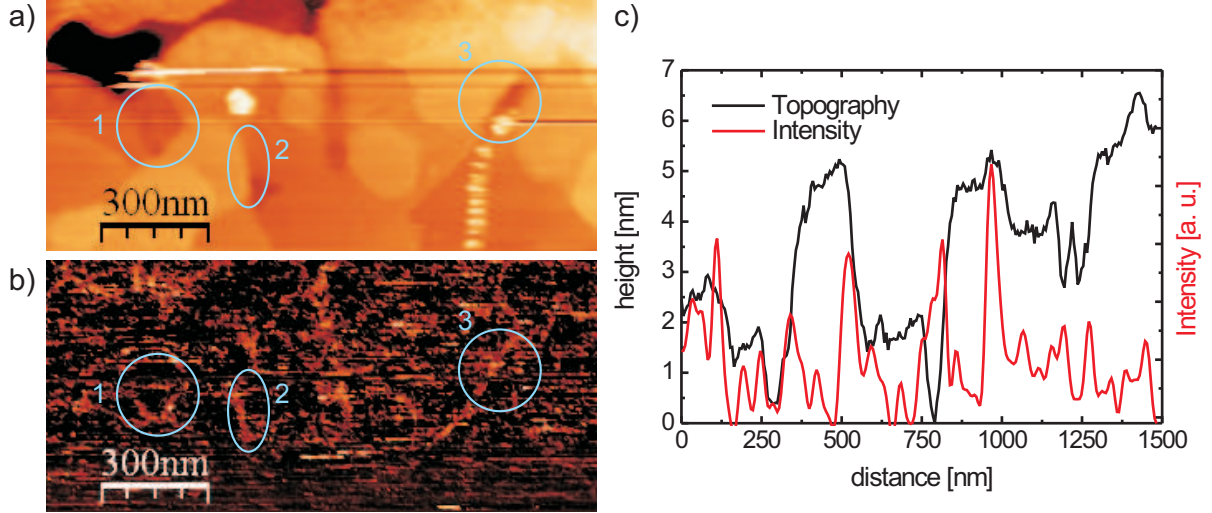 a)
1
2
3
300nm
b)
1
2
3
300nm
c)
Topography
Intensity
7
6
5
4
3
2
1
0
height [nm]
Intensity [a. u.]
0 250 500 750 1000 1250 1500
distance [nm]